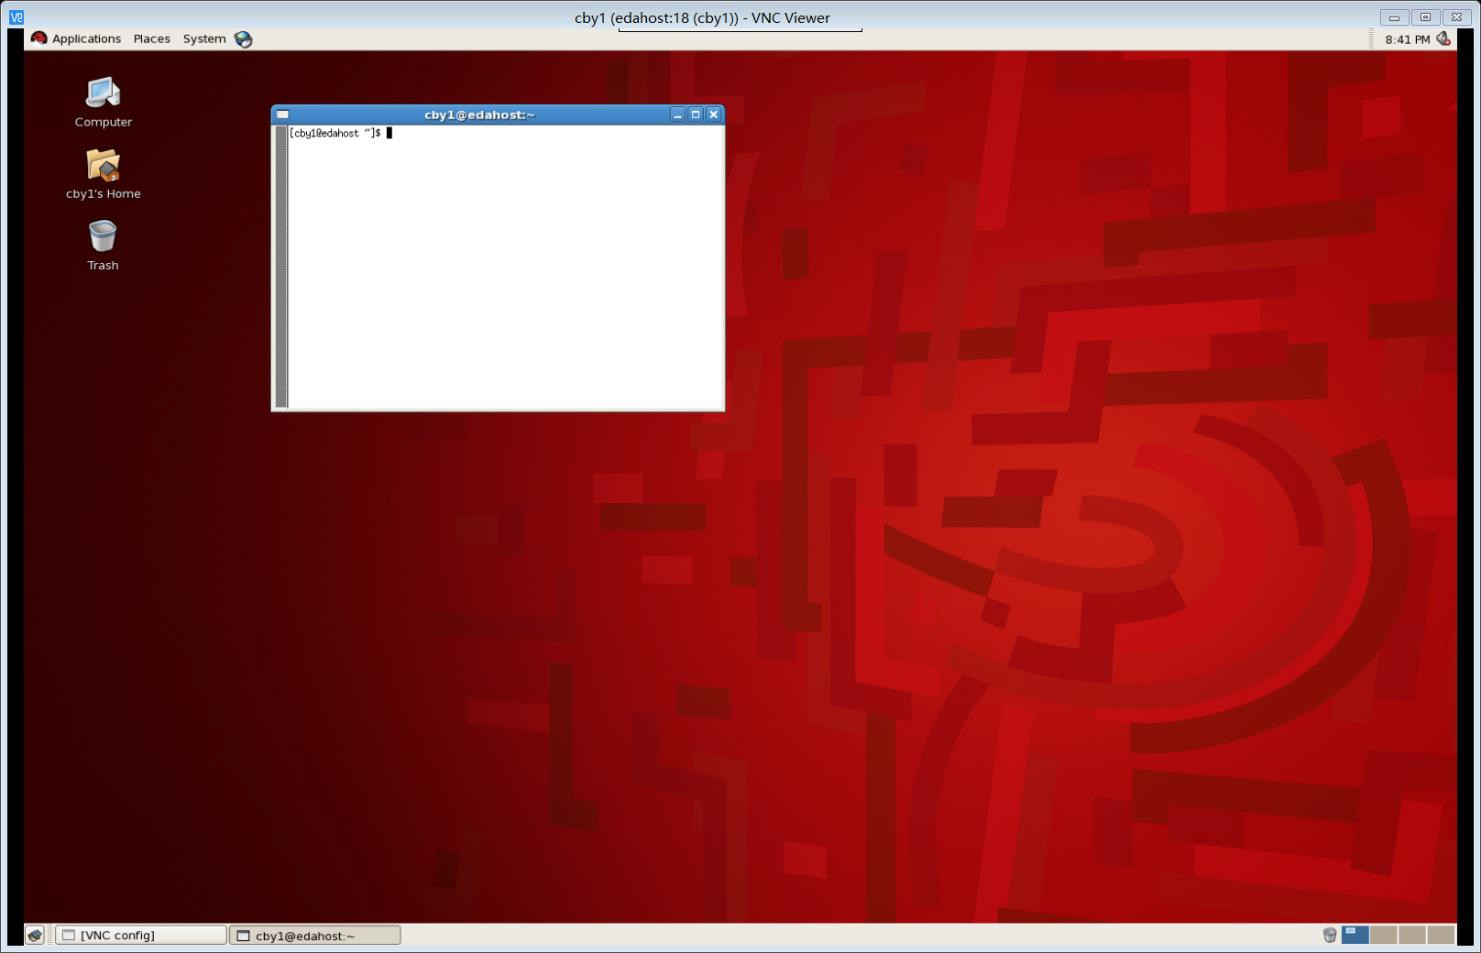 cby1 (edahost:18 (cby1)) - VNC Viewer
Applications Places System
8:41 PM
Computer
cby1's Home
Trash
cby1@edahost:~
[cby1@edahost ~]$
[VNC config]
cby1@edahost:~